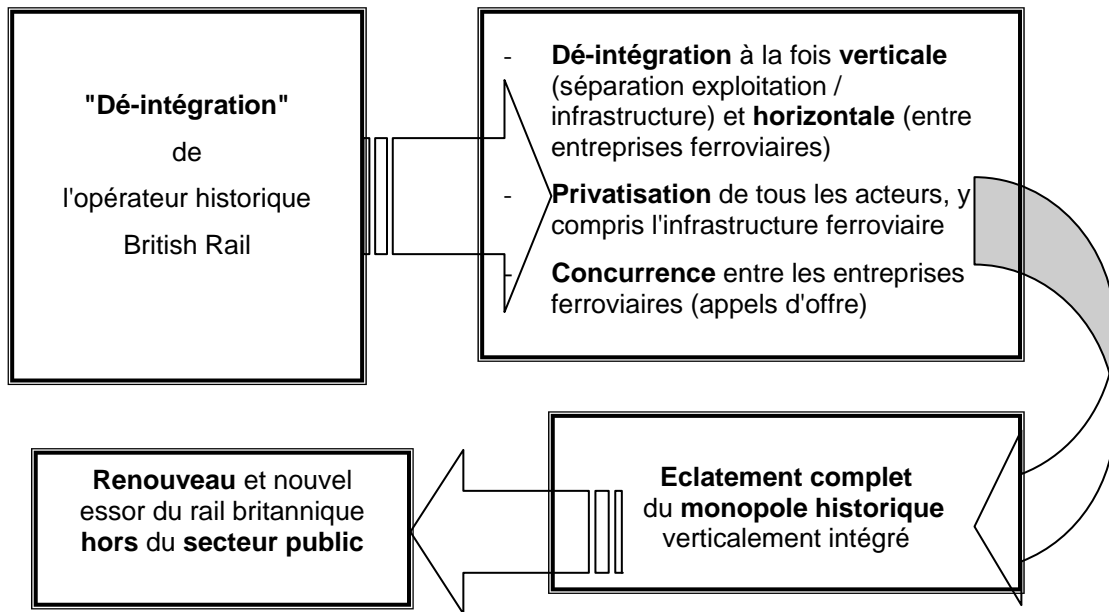 "Dé-intégration"
de
l'opérateur historique
British Rail
- Dé-intégration à la fois verticale
(séparation exploitation /
infrastructure) et horizontale (entre
entreprises ferroviaires)
- Privatisation de tous les acteurs, y
compris l'infrastructure ferroviaire
- Concurrence entre les entreprises
ferroviaires (appels d'offre)
Eclatement complet
du monopole historique
verticalement intégré
Renouveau et nouvel
essor du rail britannique
hors du secteur public